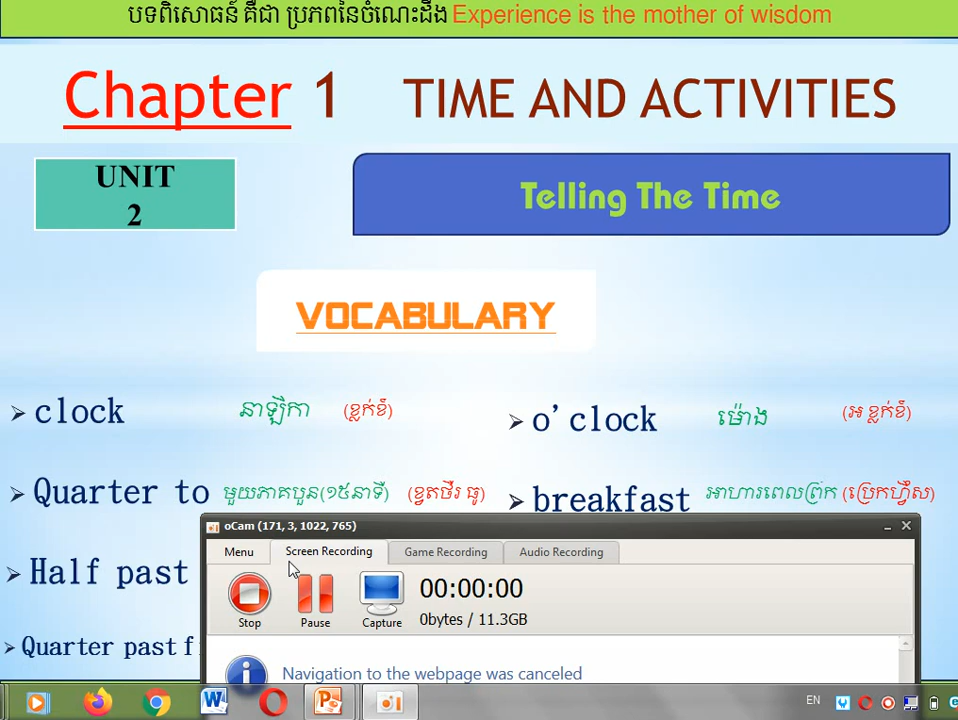 បទពិសោធន៍ គឺជា ប្រភពនៃចំណេះដឹង Experience is the mother of wisdom
Chapter 1 TIME AND ACTIVITIES
UNIT
2
Telling The Time
VOCABULARY
clock នាឡិកា (ខ្លក់ខ៍)
o'clock ម៉ោង (អ ខ្លក់ខ៍)
Quarter to មួយភាគបួន(១៥នាទី) (ខ្វតថឺរ ធូ)
breakfast អាហារពេលព្រឹក (ប្រេកហ្វឺស)
Half past
Quarter past f
oCam (171, 3, 1022, 765)
Menu Screen Recording Game Recording Audio Recording
00:00:00
0bytes / 11.3GB
Stop Pause Capture
Navigation to the webpage was canceled
EN